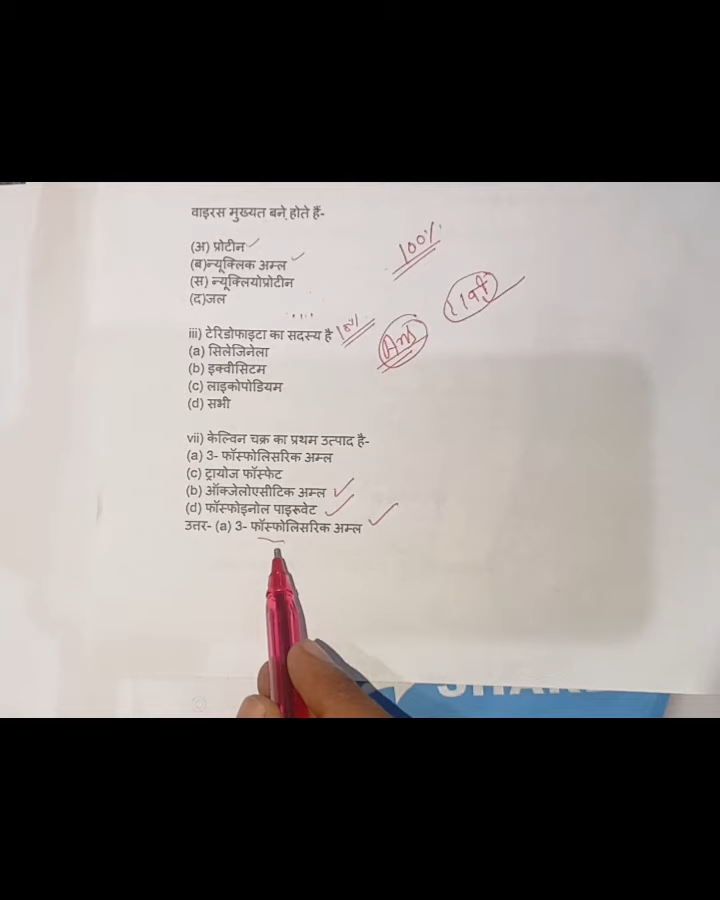 वाइरस मुख्यत बने होते हैं-
(अ) प्रोटीन
(ब)न्यूक्लिक अम्ल
(स) न्यूक्लियोप्रोटीन
(द)जल
100%
iii) टेरिडोफाइटा का सदस्य है
(a) सिलेजिनेला
(b) इक्वीसिटम
(c) लाइकोपोडियम
(d) सभी
Ans
vii) केल्विन चक्र का प्रथम उत्पाद है-
(a) 3- फॉस्फोलिसरिक अम्ल
(c) ट्रायोज फॉस्फेट
(b) ऑक्जेलोएसीटिक अम्ल
(d) फॉस्फोइनोल पाइरूवेट
उत्तर- (a) 3- फॉस्फोलिसरिक अम्ल